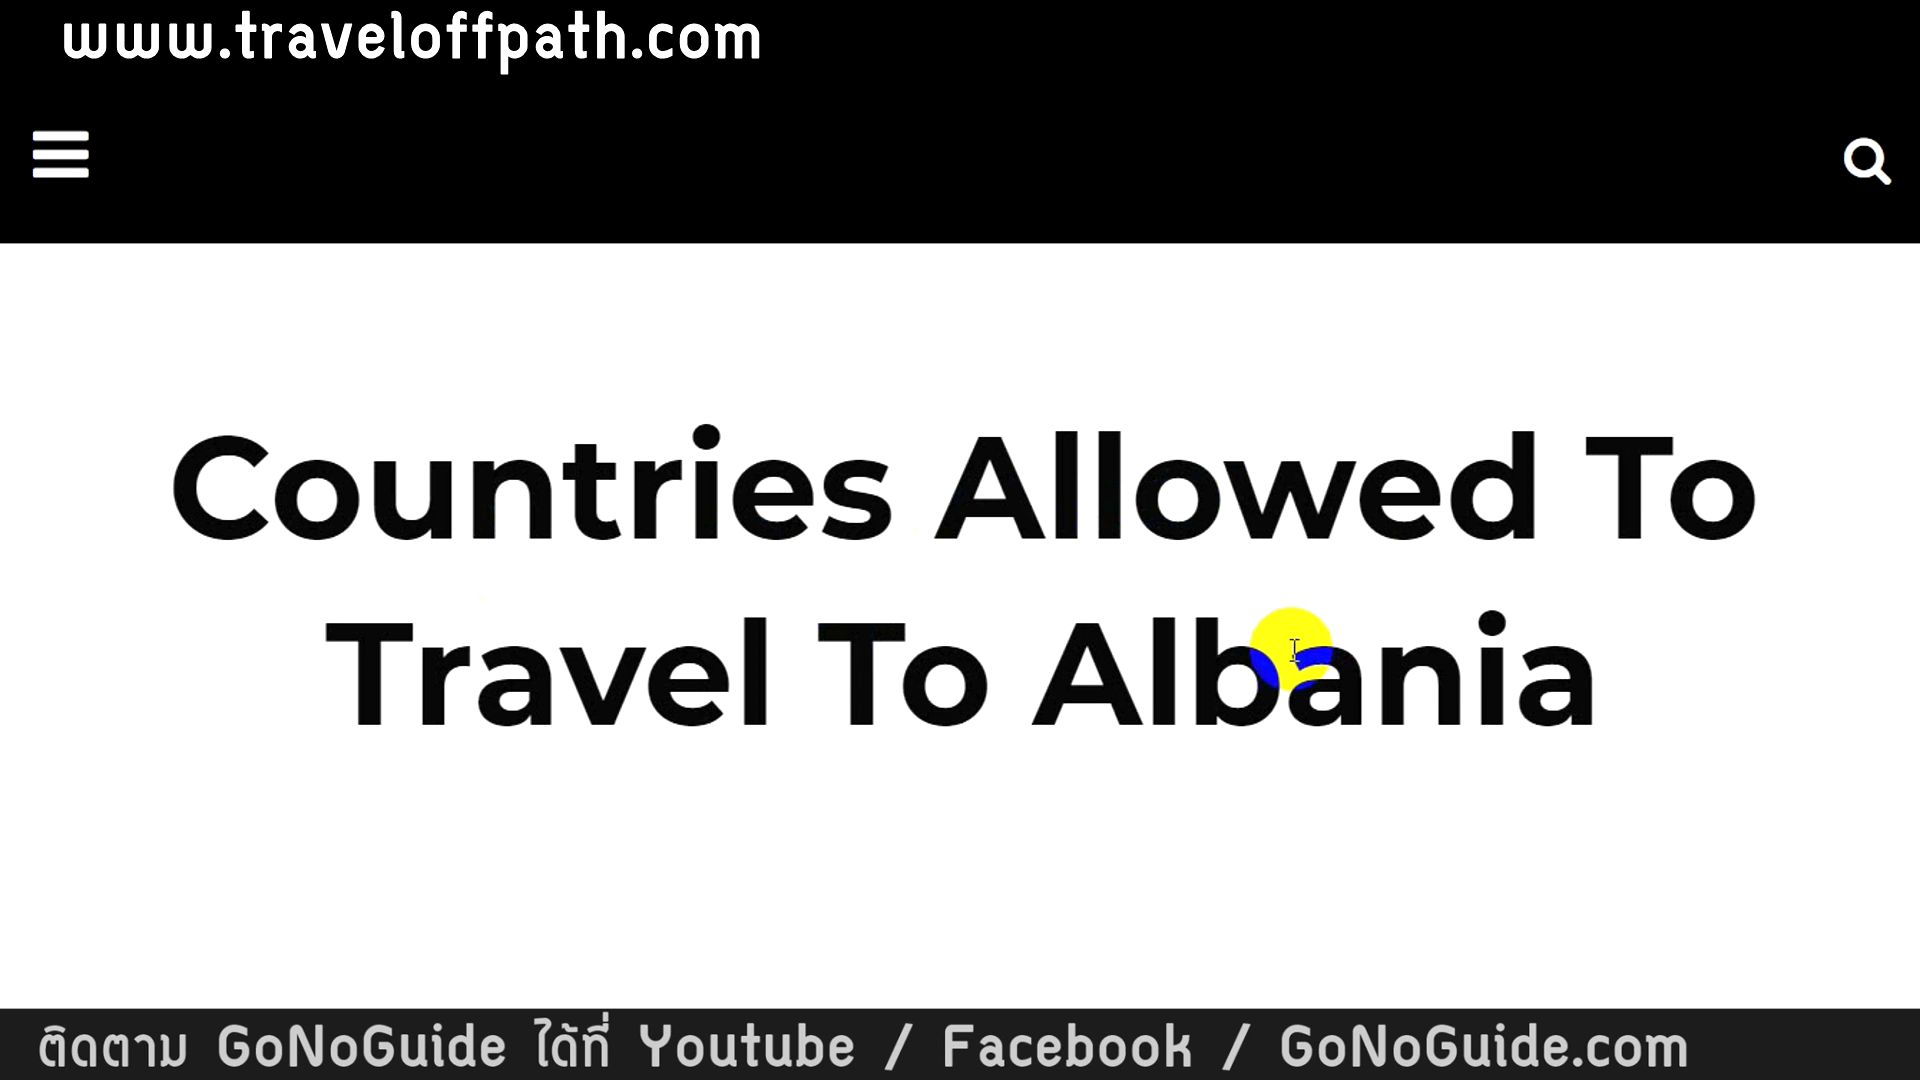 www.traveloffpath.com
Countries Allowed To
Travel To Albania
ติดตาม GoNoGuide ได้ที่ Youtube / Facebook / GoNoGuide.com